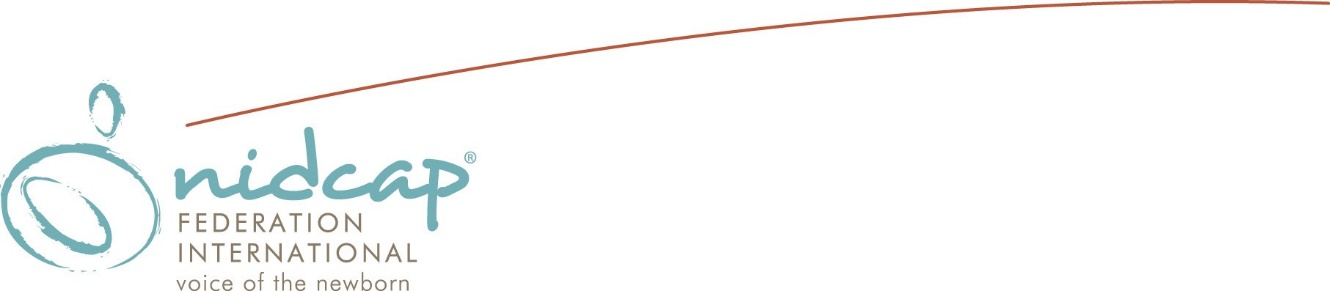 nidcap®
FEDERATION
INTERNATIONAL
voice of the newborn